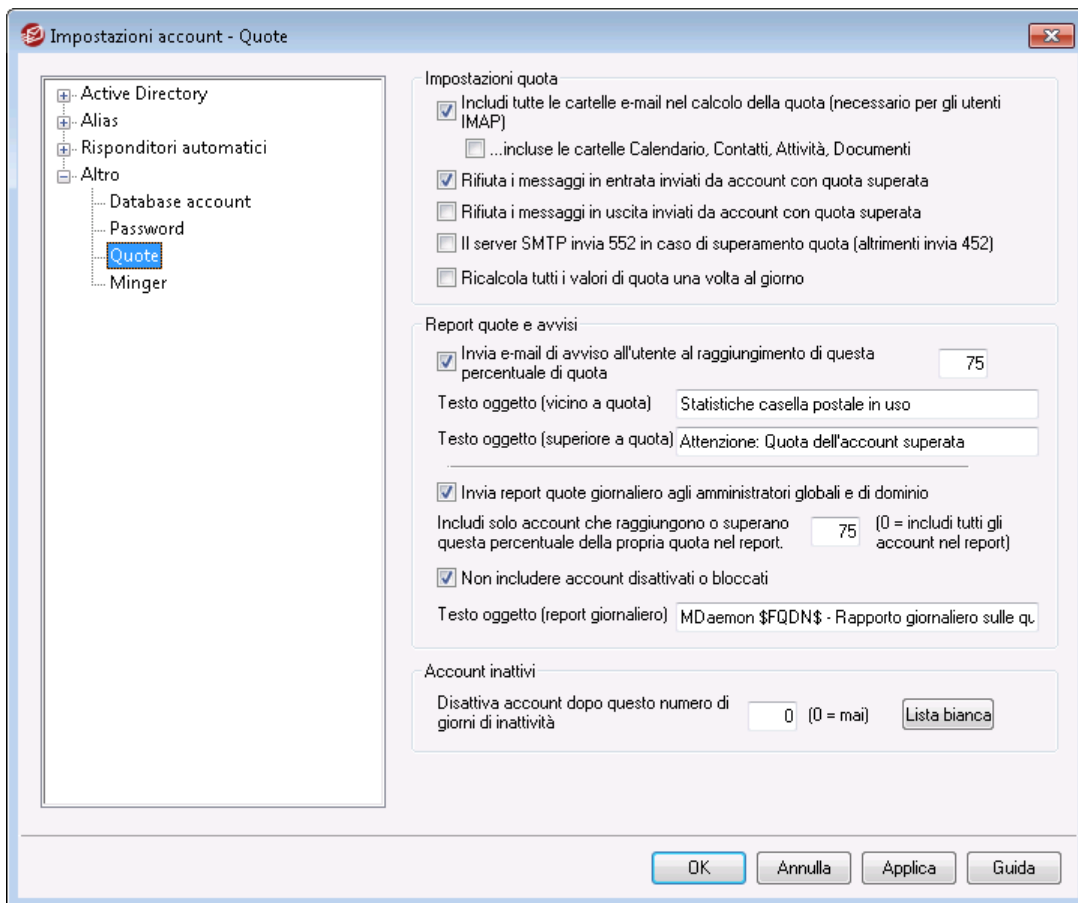 Impostazioni account - Quote
Active Directory
Alias
Risponditori automatici
Altro
Database account
Password
Quote
Minger
Impostazioni quota
Includi tutte le cartelle e-mail nel calcolo della quota (necessario per gli utenti
IMAP)
...incluse le cartelle Calendario, Contatti, Attività, Documenti
Rifiuta i messaggi in entrata inviati da account con quota superata
Rifiuta i messaggi in uscita inviati da account con quota superata
Il server SMTP invia 552 in caso di superamento quota (altrimenti invia 452)
Ricalcola tutti i valori di quota una volta al giorno
Report quote e avvisi
Invia e-mail di avviso all'utente al raggiungimento di questa
percentuale di quota
75
Testo oggetto (vicino a quota)
Statistiche casella postale in uso
Testo oggetto (superiore a quota)
Attenzione: Quota dell'account superata
Invia report quote giornaliero agli amministratori globali e di dominio
Includi solo account che raggiungono o superano
questa percentuale della propria quota nel report.
75
(0 = includi tutti gli
account nel report)
Non includere account disattivati o bloccati
Testo oggetto (report giornaliero)
MDaemon $FQDN$ - Rapporto giornaliero sulle qu
Account inattivi
Disattiva account dopo questo numero di
giorni di inattività
0
(0 = mai)
Lista bianca
OK
Annulla
Applica
Guida